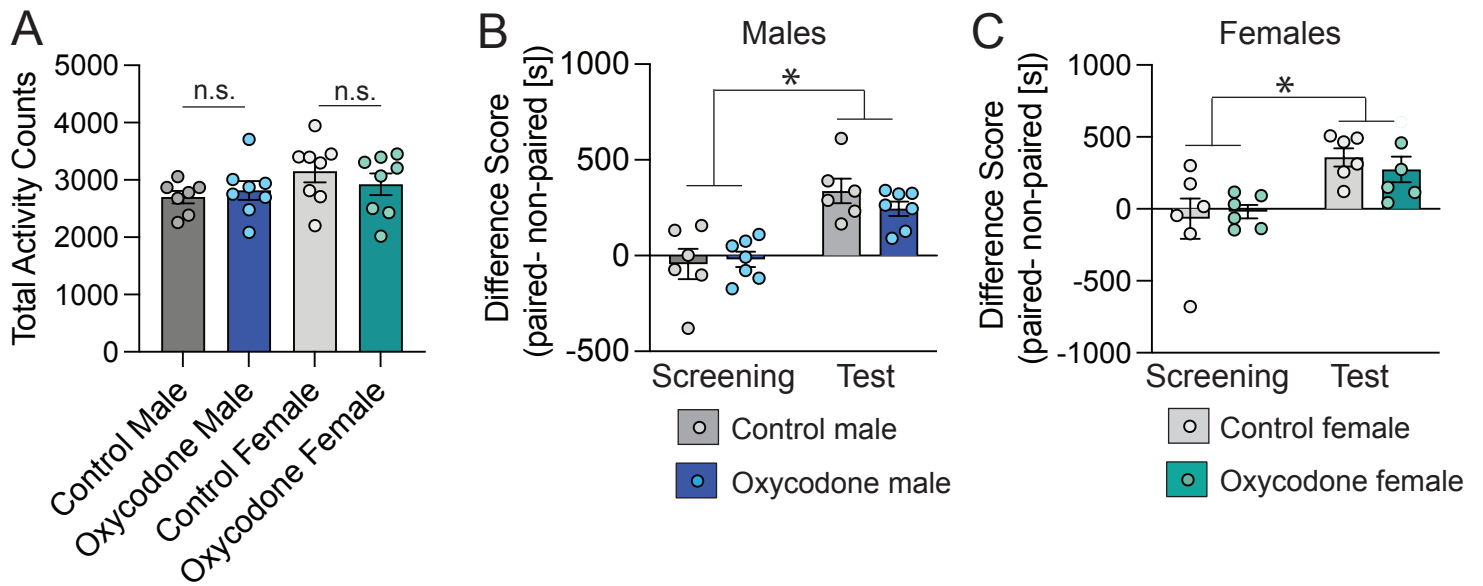 A
Total Activity Counts
5000
4000
3000
2000
1000
0
n.s.
n.s.
Control Male
Oxycodone Male
Control Female
Oxycodone Female
B
Males
Difference Score
(paired- non-paired [s])
1000
500
0
-500
*
Screening
Test
Control male
Oxycodone male
C
Females
Difference Score
(paired- non-paired [s])
1000
500
0
-500
-1000
*
Screening
Test
Control female
Oxycodone female